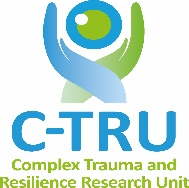 C-TRU
Complex Trauma and
Resilience Research Unit